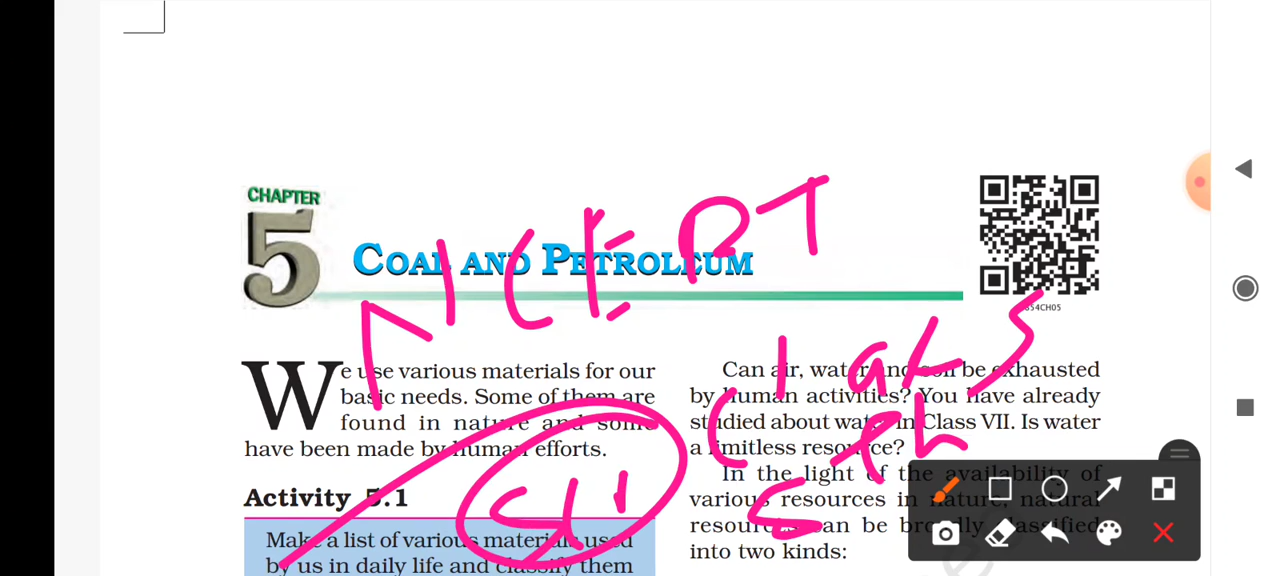 CHAPTER
5
COAL AND PETROLEUM
NCERT
We use various materials for our
basic needs. Some of them are
found in nature and some
have been made by human efforts.
Activity 5.1
Make a list of various materials used
by us in daily life and classify them
54CH05
Can air, water and soil be exhausted
by human activities? You have already
studied about water in Class VII. Is water
a limitless resource?
In the light of the availability of
various resources in nature, natural
resources can be broadly classified
into two kinds: